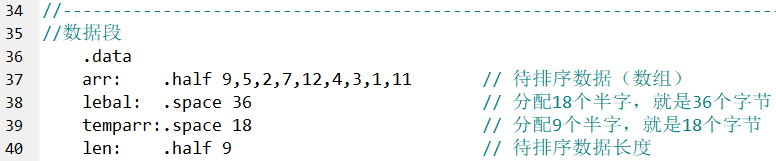 34 //--------------------------------------------------------------------------
35 //数据段
36 .data
37 arr: .half 9,5,2,7,12,4,3,1,11 // 待排序数据（数组）
38 lebal: .space 36 // 分配18个半字，就是36个字节
39 temparr:.space 18 // 分配9个半字，就是18个字节
40 len: .half 9 // 待排序数据长度